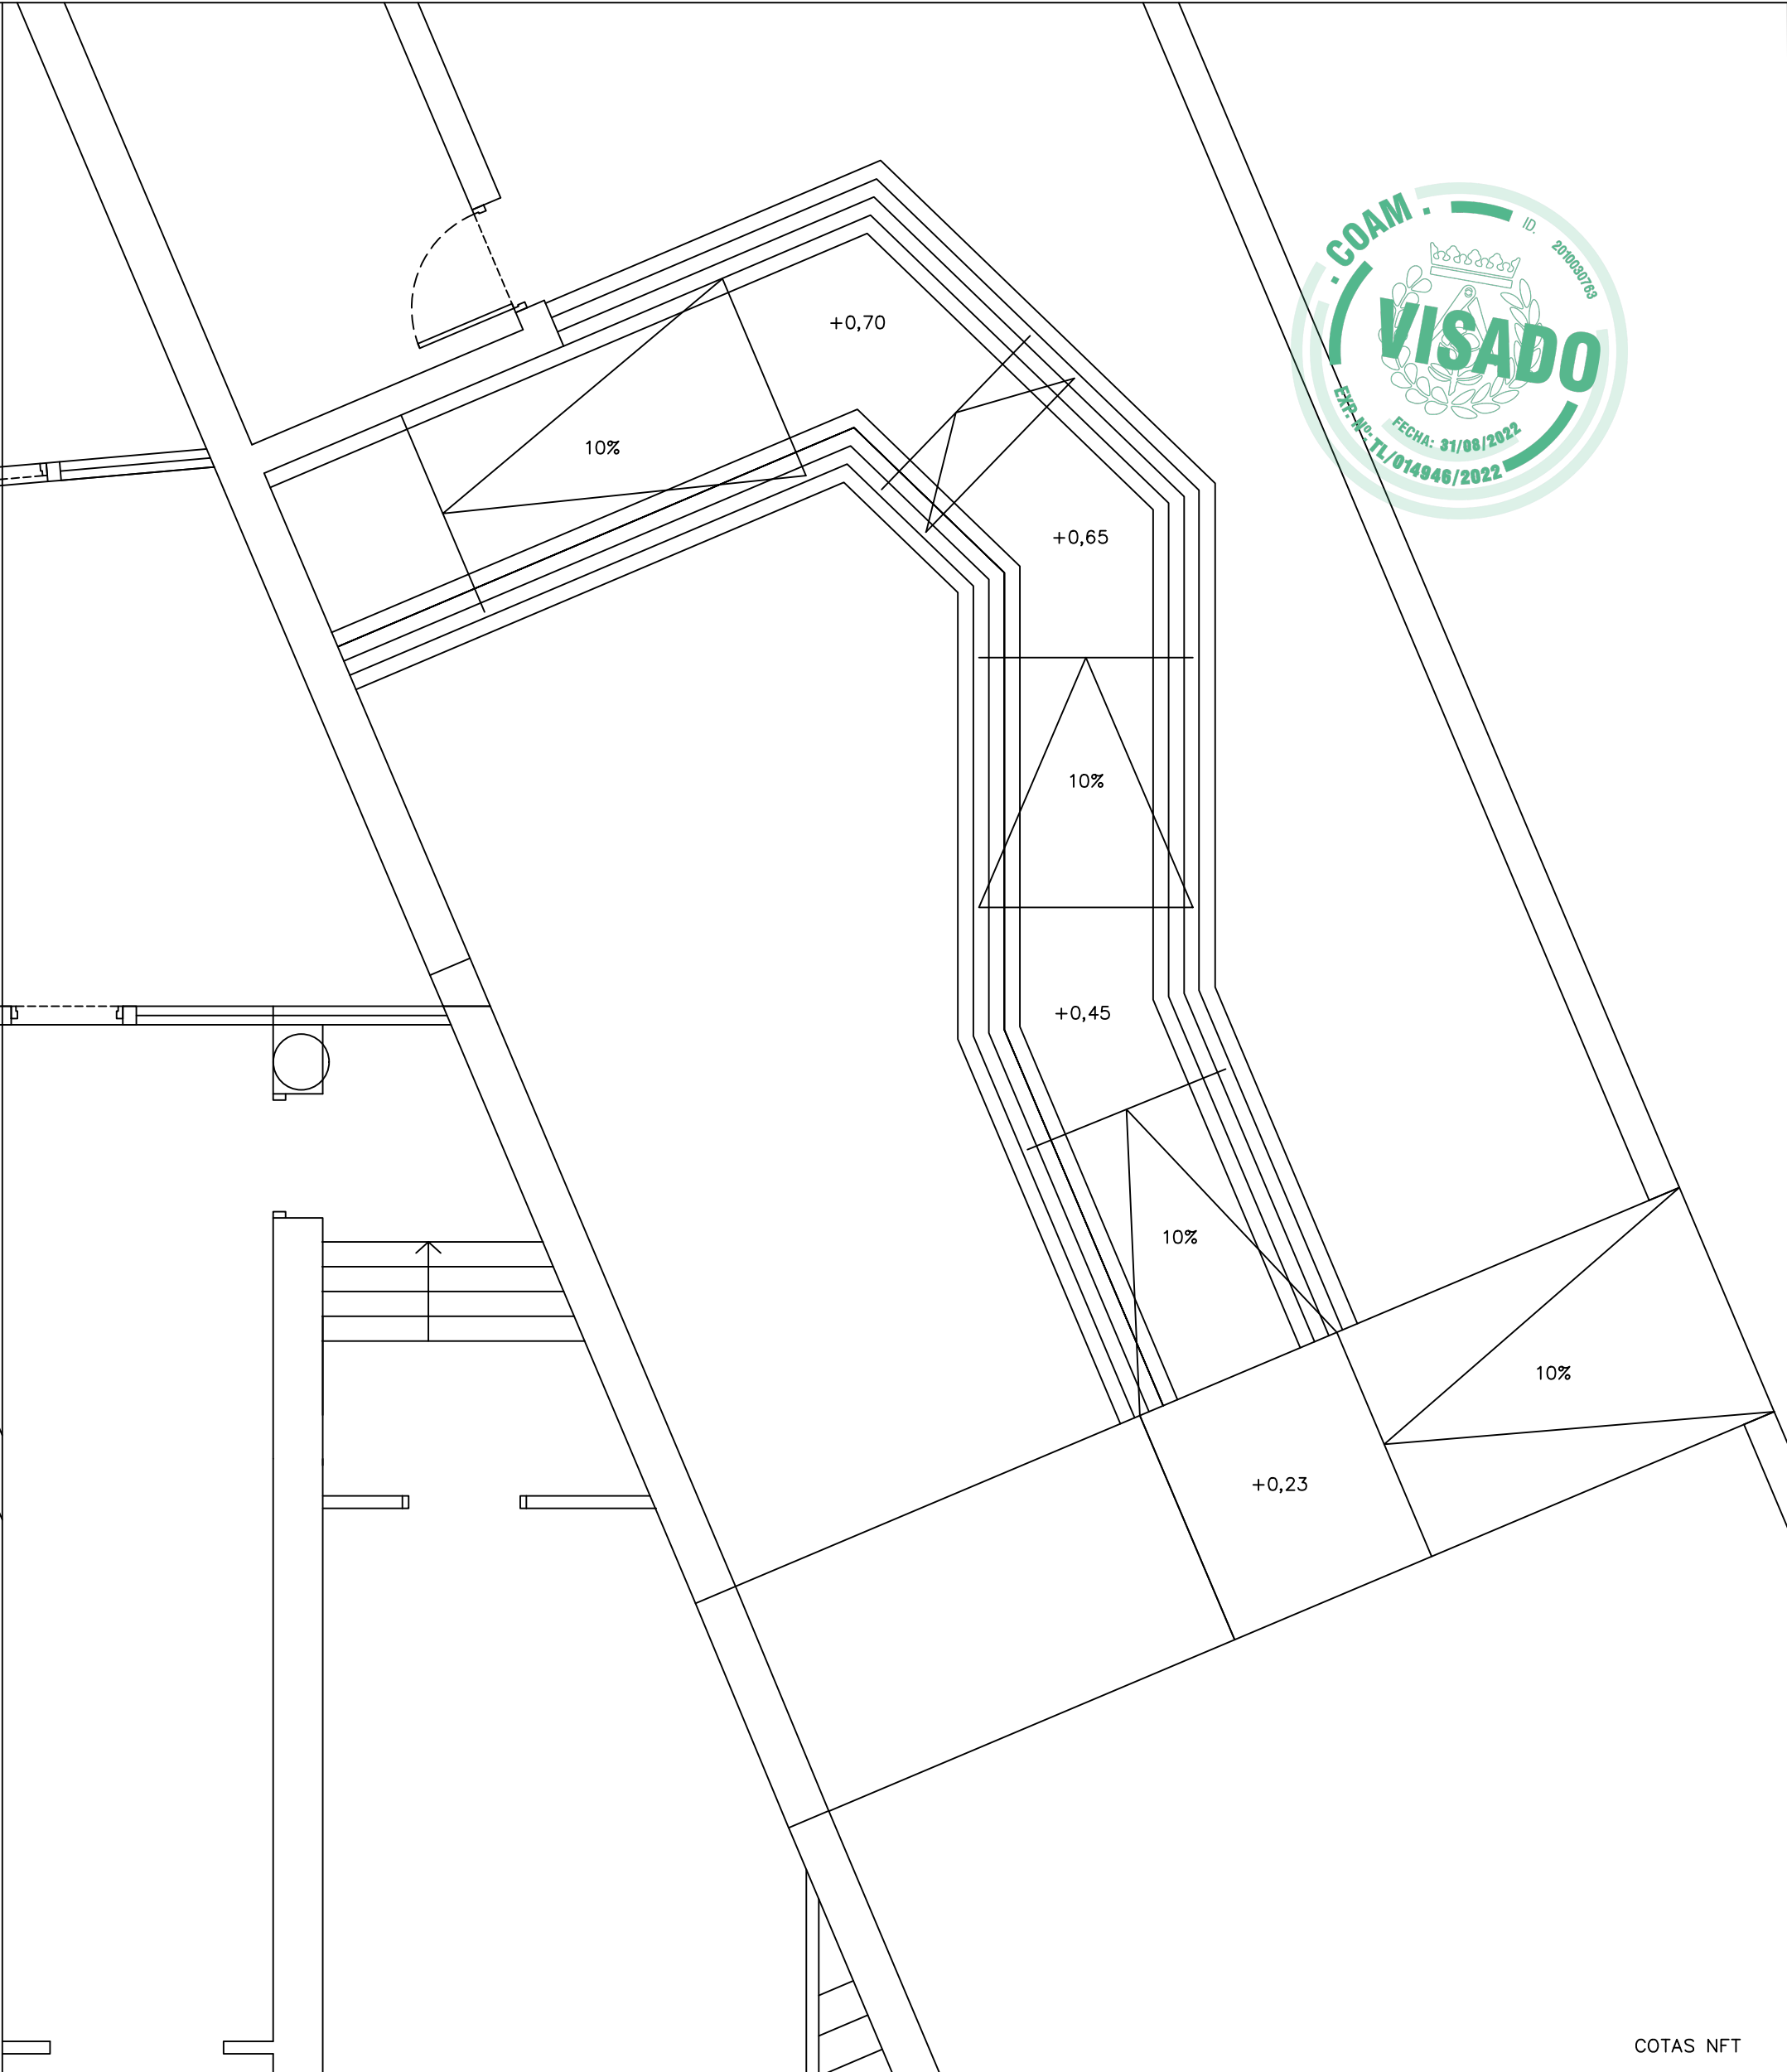 . COAM .
ID. 2010030763
VISADO
FECHA: 31/08/2022
EXP. Nº: TL/014946/2022
+0,70
10%
+0,65
10%
+0,45
10%
10%
+0,23
COTAS NFT